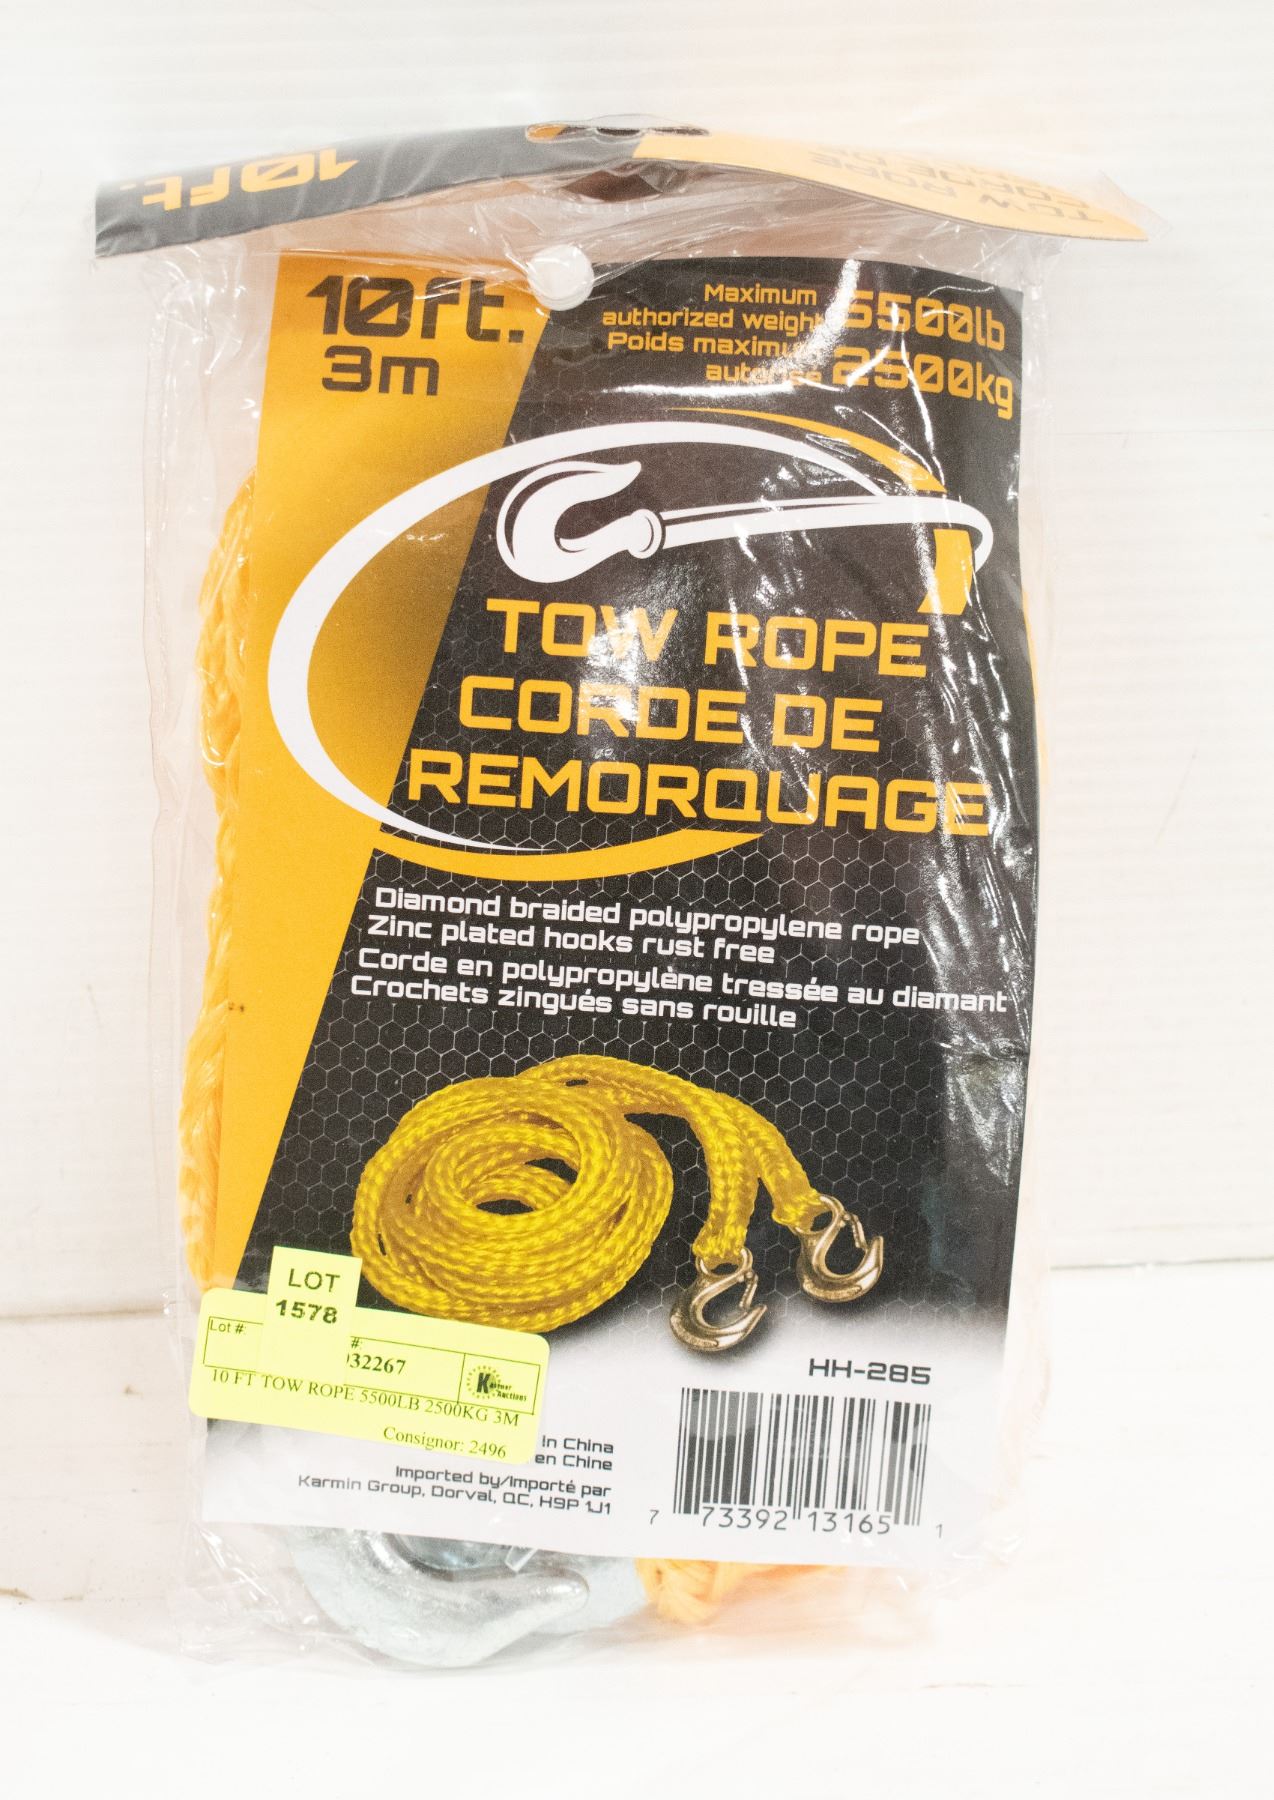 10ft.
TOW ROPE
CORDE DE
10ft.
3m
Maximum
authorized weight
5500lb
Poids maximum
autorisé
2500kg
TOW ROPE
CORDE DE
REMORQUAGE
Diamond braided polypropylene rope
Zinc plated hooks rust free
Corde en polypropylène tressée au diamant
Crochets zingués sans rouille
LOT
1578
Lot #:
#:
932267
Karmar
Auctions
10 FT TOW ROPE 5500LB 2500KG 3M
Consignor: 2496
HH-285
In China
en Chine
Imported by/Importé par
Karmin Group, Dorval, QC, H9P 1J1
7 73392 13165 1